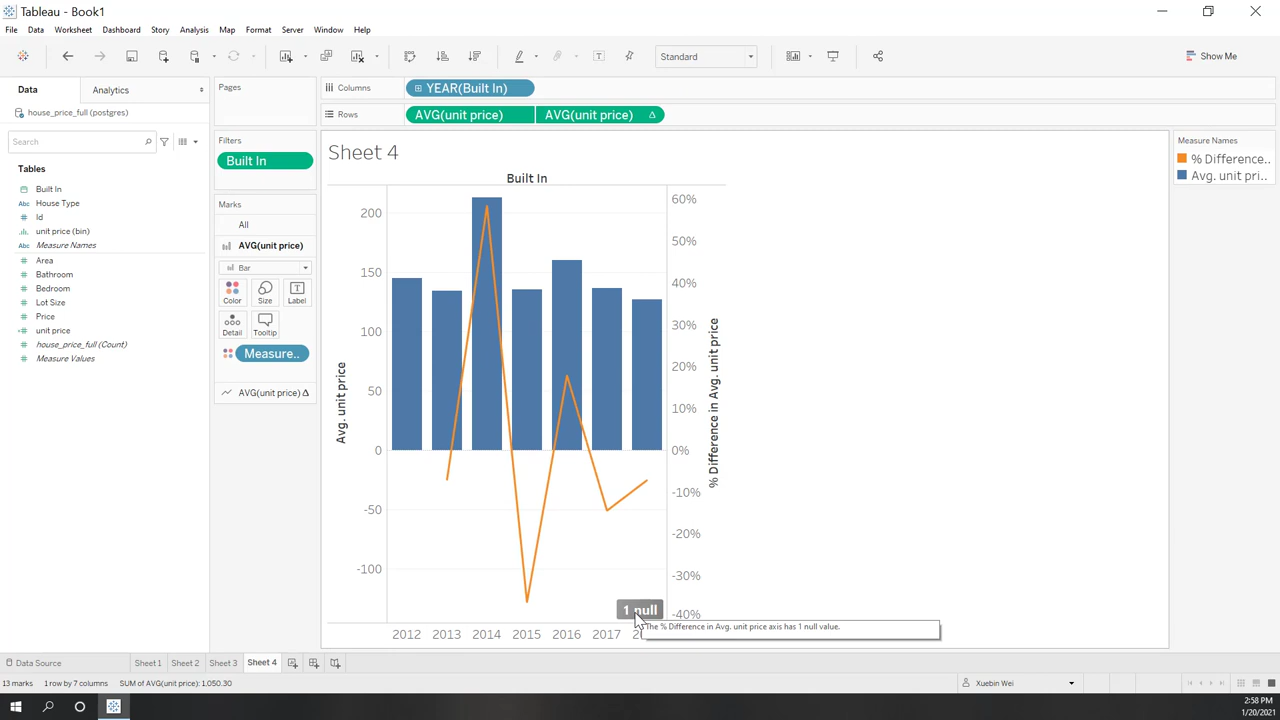 Tableau - Book1
File Data Worksheet Dashboard Story Analysis Map Format Server Window Help
Standard
Show Me
Data
Analytics
house_price_full (postgres)
Search
Tables
Built In
Abc House Type
# Id
unit price (bin)
Abc Measure Names
# Area
# Bathroom
# Bedroom
# Lot Size
# Price
unit price
# house_price_full (Count)
# Measure Values
Pages
Filters
Built In
Marks
All
AVG(unit price)
Bar
Color Size Label
Detail Tooltip
Measure..
AVG(unit price) Δ
Columns
YEAR(Built In)
Rows
AVG(unit price) AVG(unit price) Δ
Sheet 4
Built In
Avg. unit price
200
150
100
50
0
-50
-100
60%
50%
40%
30%
20%
10%
0%
-10%
-20%
-30%
-40%
% Difference in Avg. unit price
1 null
The % Difference in Avg. unit price axis has 1 null value.
2012 2013 2014 2015 2016 2017
Measure Names
% Difference..
Avg. unit pri..
Data Source Sheet 1 Sheet 2 Sheet 3 Sheet 4
13 marks 1 row by 7 columns SUM of AVG(unit price): 1,050.30
Xuebin Wei
2:58 PM
1/20/2021